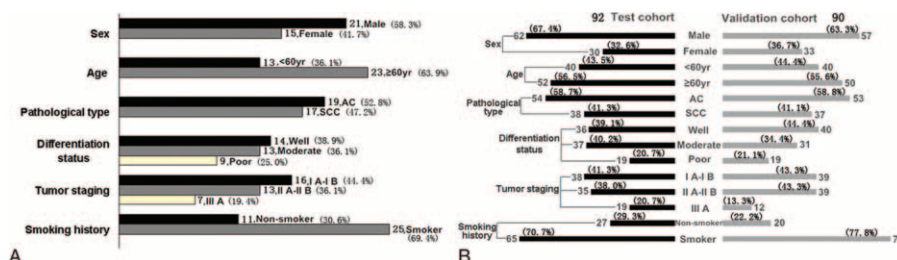 21,Male (58.3%)
Sex
15,Female (41.7%)
13,<60yr (36.1%)
Age
23,≥60yr (63.9%)
19,AC (52.8%)
Pathological type
17,SCC (47.2%)
14,Well (38.9%)
Differentiation status
13,Moderate (36.1%)
9,Poor (25.0%)
16,I A-I B (44.4%)
Tumor staging
13,II A-II B (36.1%)
7,III A (19.4%)
11,Non-smoker (30.6%)
Smoking history
25,Smoker (69.4%)
A
92 Test cohort Validation cohort 90
Sex
62 (67.4%) Male (63.3%) 57
30 (32.6%) Female (36.7%) 33
Age
40 (43.5%) <60yr (44.4%) 40
52 (56.5%) ≥60yr (55.6%) 50
Pathological type
54 (58.7%) AC (58.8%) 53
38 (41.3%) SCC (41.1%) 37
Differentiation status
36 (39.1%) Well (44.4%) 40
37 (40.2%) Moderate (34.4%) 31
19 (20.7%) Poor (21.1%) 19
Tumor staging
38 (41.3%) I A-I B (43.3%) 39
35 (38.0%) II A-II B (43.3%) 39
19 (20.7%) III A (13.3%) 12
Smoking history
27 (29.3%) Non-smoker (22.2%) 20
65 (70.7%) Smoker (77.8%) 7
B